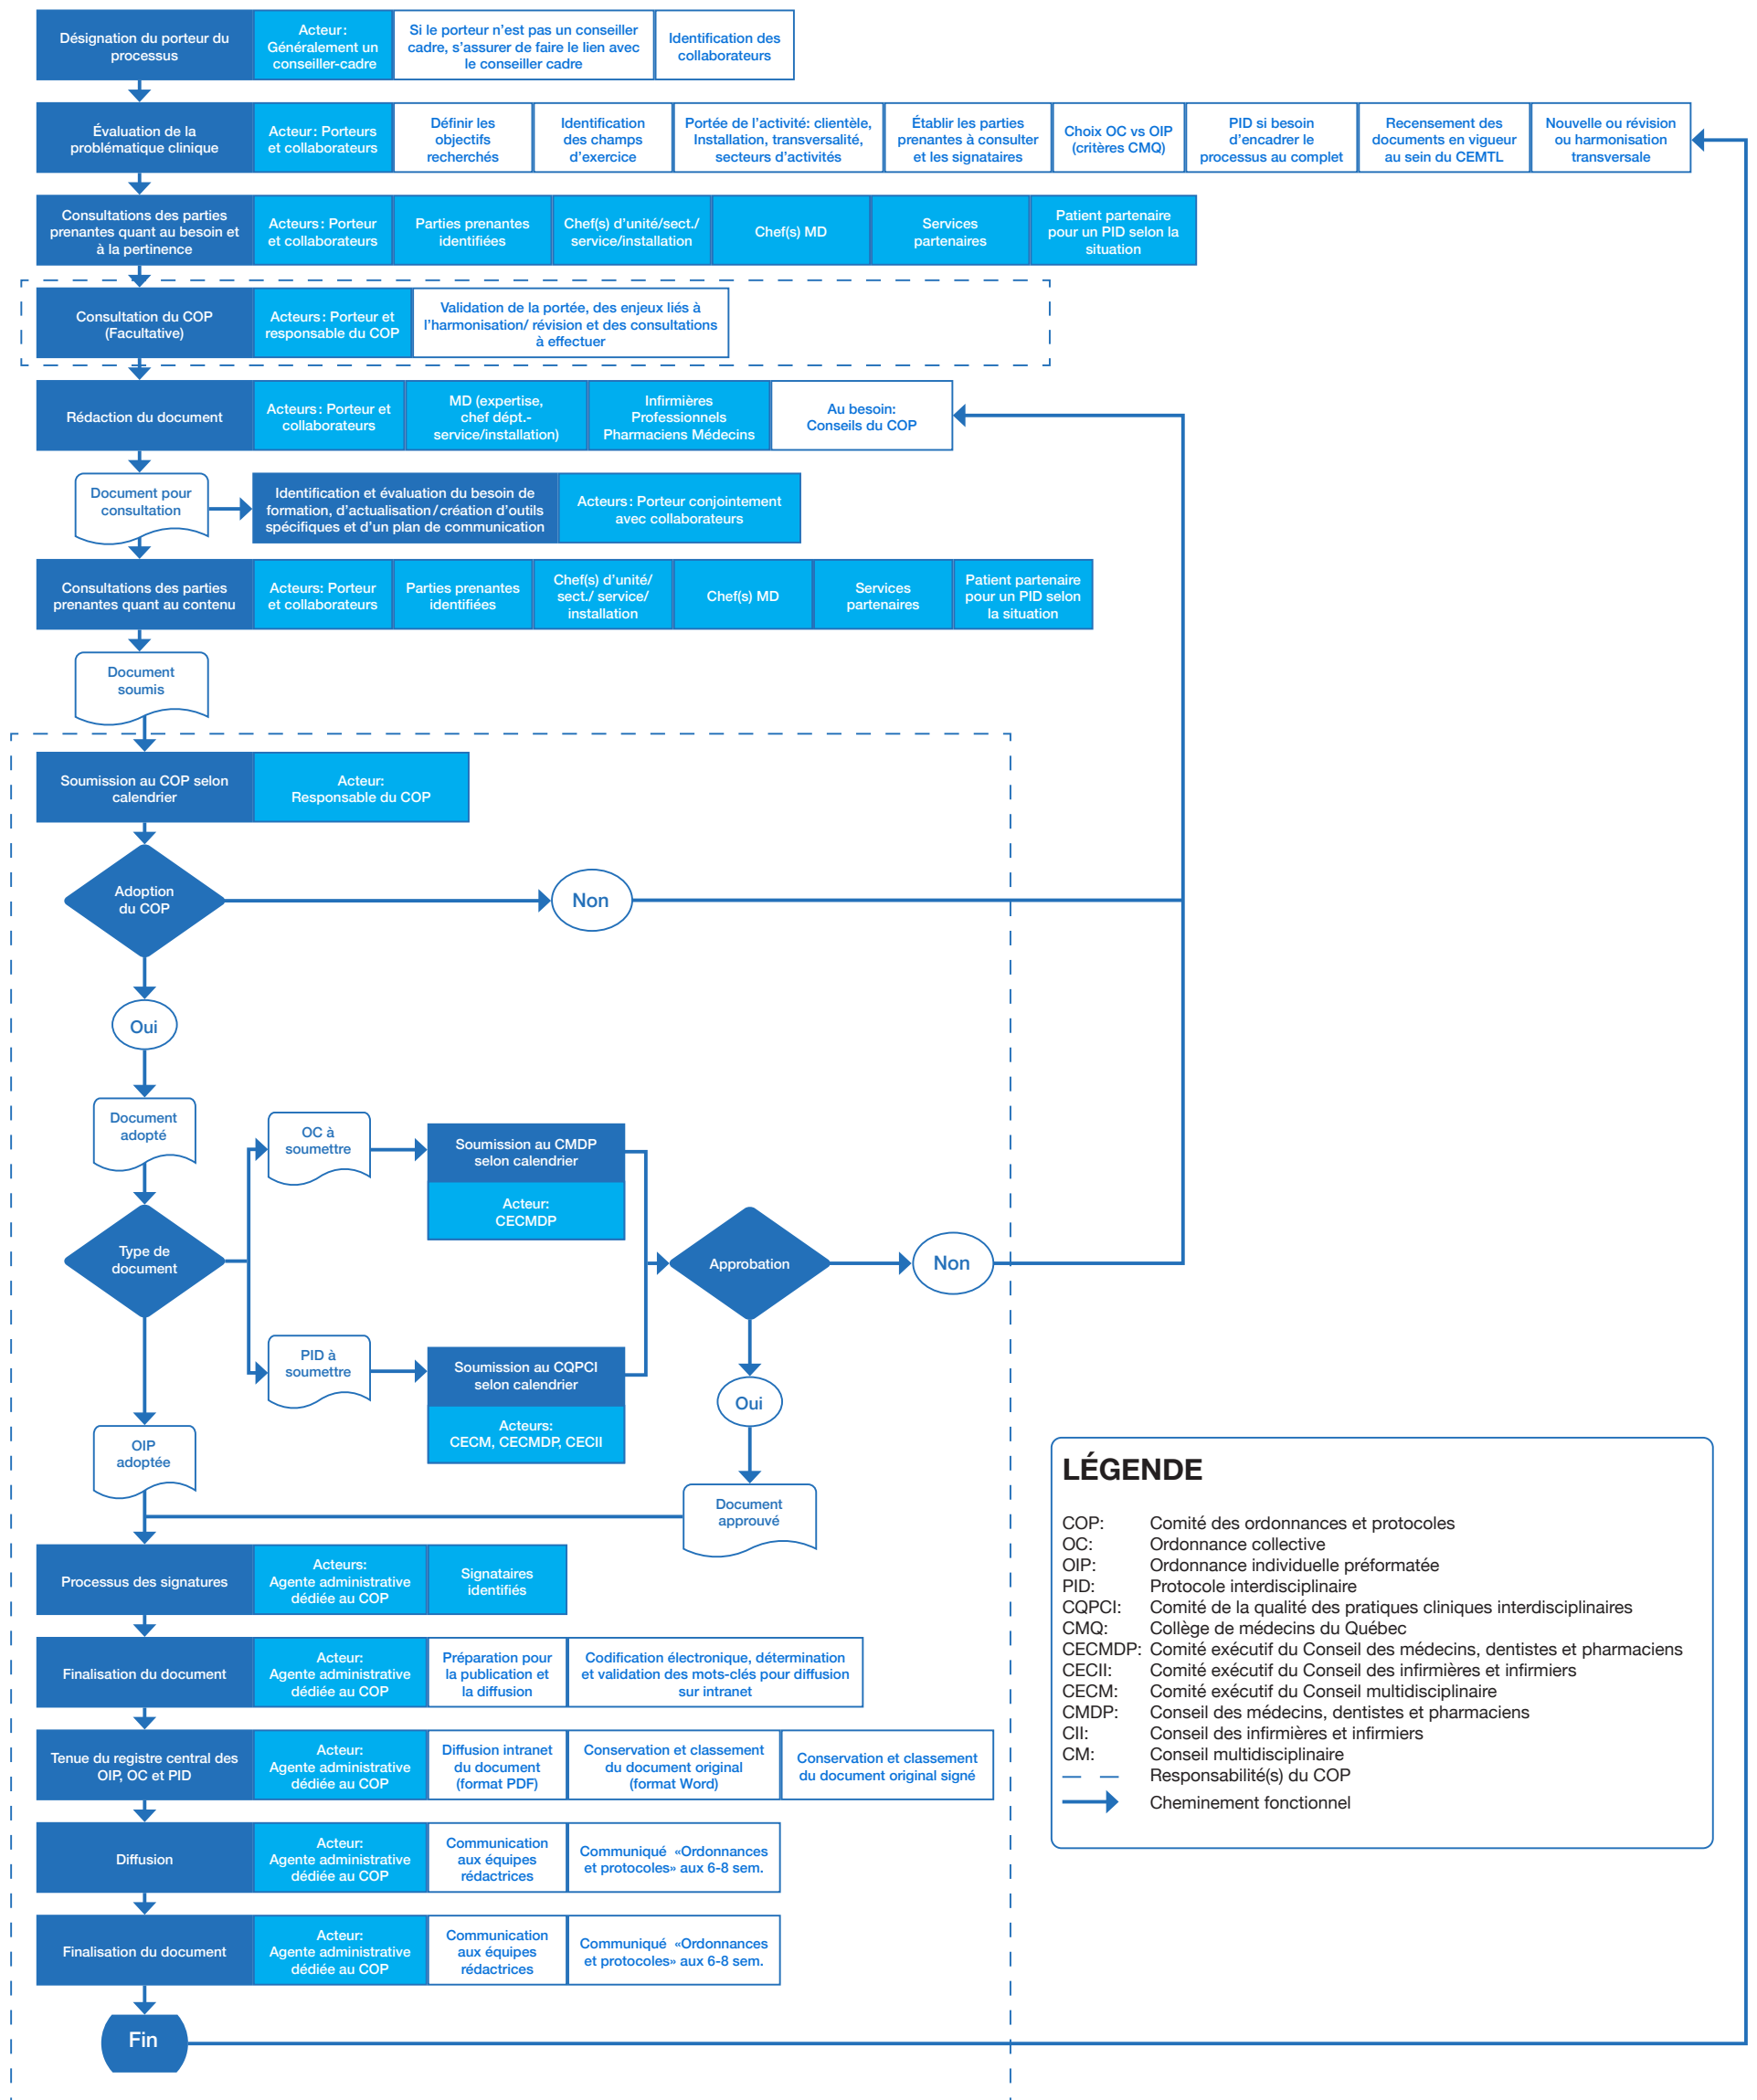 Désignation du porteur du
processus
Acteur :
Généralement un
conseiller-cadre
Si le porteur n'est pas un conseiller
cadre, s'assurer de faire le lien avec
le conseiller cadre
Identification des
collaborateurs
Évaluation de la
problématique clinique
Acteur : Porteurs
et collaborateurs
Définir les
objectifs
recherchés
Identification
des champs
d'exercice
Portée de l'activité: clientèle,
Installation, transversalité,
secteurs d'activités
Établir les parties
prenantes à consulter
et les signataires
Choix OC vs OIP
(critères CMQ)
PID si besoin
d'encadrer le
processus au complet
Recensement des
documents en vigueur
au sein du CEMTL
Nouvelle ou révision
ou harmonisation
transversale
Consultations des parties
prenantes quant au besoin et
à la pertinence
Acteurs : Porteur
et collaborateurs
Parties prenantes
identifiées
Chef(s) d'unité/sect./
service/installation
Chef(s) MD
Services
partenaires
Patient partenaire
pour un PID selon la
situation
Consultation du COP
(Facultative)
Acteurs : Porteur et
responsable du COP
Validation de la portée, des enjeux liés à
l'harmonisation/ révision et des consultations
à effectuer
Rédaction du document
Acteurs : Porteur et
collaborateurs
MD (expertise,
chef dépt.-
service/installation)
Infirmières
Professionnels
Pharmaciens Médecins
Au besoin:
Conseils du COP
Document pour
consultation
Identification et évaluation du besoin de
formation, d'actualisation / création d'outils
spécifiques et d'un plan de communication
Acteurs : Porteur conjointement
avec collaborateurs
Consultations des parties
prenantes quant au contenu
Acteurs: Porteur
et collaborateurs
Parties prenantes
identifiées
Chef(s) d'unité/
sect./ service/
installation
Chef(s) MD
Services
partenaires
Patient partenaire
pour un PID selon
la situation
Document
soumis
Soumission au COP selon
calendrier
Acteur:
Responsable du COP
Adoption
du COP
Non
Oui
Document
adopté
OC à
soumettre
Soumission au CMDP
selon calendrier
Acteur:
CECMDP
Type de
document
Approbation
Non
PID à
soumettre
Soumission au CQPCI
selon calendrier
Acteurs:
CECM, CECMDP, CECII
Oui
OIP
adoptée
Document
approuvé
Processus des signatures
Acteurs:
Agente administrative
dédiée au COP
Signataires
identifiés
Finalisation du document
Acteur:
Agente administrative
dédiée au COP
Préparation pour
la publication et
la diffusion
Codification électronique, détermination
et validation des mots-clés pour diffusion
sur intranet
Tenue du registre central des
OIP, OC et PID
Acteur:
Agente administrative
dédiée au COP
Diffusion intranet
du document
(format PDF)
Conservation et classement
du document original
(format Word)
Conservation et classement
du document original signé
Diffusion
Acteur:
Agente administrative
dédiée au COP
Communication
aux équipes
rédactrices
Communiqué «Ordonnances
et protocoles» aux 6-8 sem.
Finalisation du document
Acteur:
Agente administrative
dédiée au COP
Communication
aux équipes
rédactrices
Communiqué «Ordonnances
et protocoles» aux 6-8 sem.
Fin
LÉGENDE
COP: Comité des ordonnances et protocoles
OC: Ordonnance collective
OIP: Ordonnance individuelle préformatée
PID: Protocole interdisciplinaire
CQPCI: Comité de la qualité des pratiques cliniques interdisciplinaires
CMQ: Collège de médecins du Québec
CECMDP: Comité exécutif du Conseil des médecins, dentistes et pharmaciens
CECII: Comité exécutif du Conseil des infirmières et infirmiers
CECM: Comité exécutif du Conseil multidisciplinaire
CMDP: Conseil des médecins, dentistes et pharmaciens
CII: Conseil des infirmières et infirmiers
CM: Conseil multidisciplinaire
Responsabilité(s) du COP
Cheminement fonctionnel